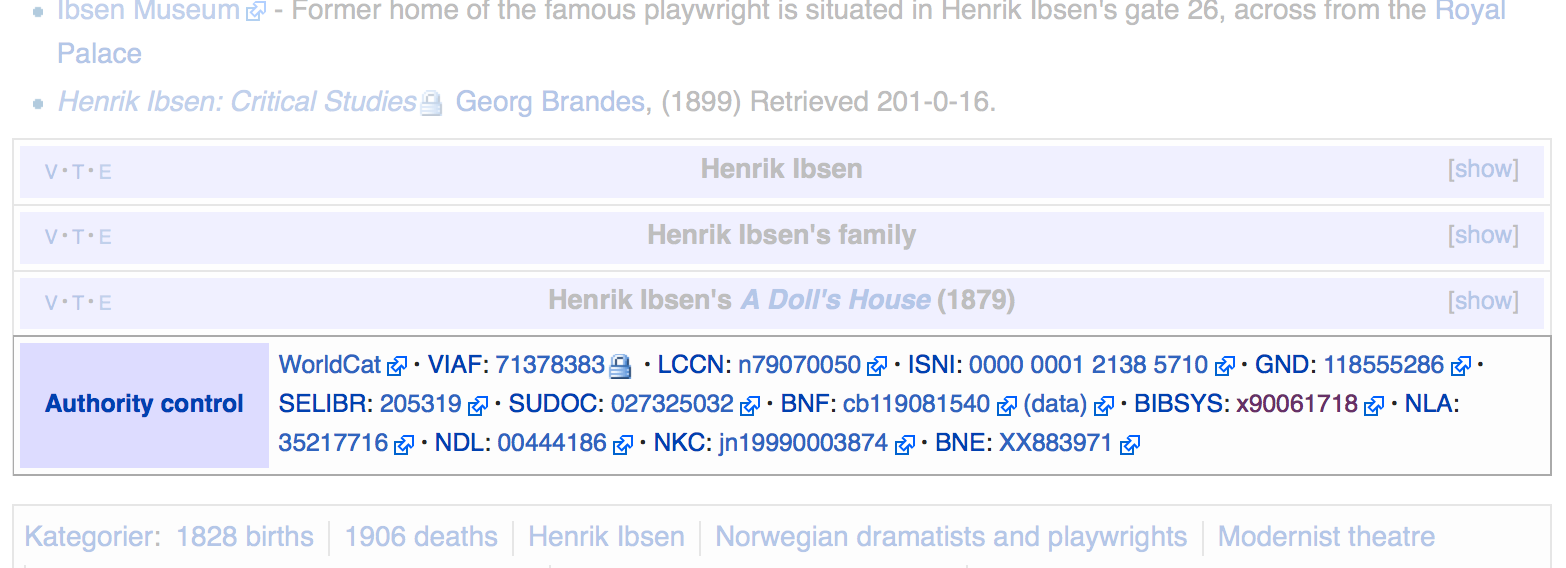 Ibsen Museum - Former home of the famous playwright is situated in Henrik Ibsen's gate 26, across from the Royal
Palace
Henrik Ibsen: Critical Studies Georg Brandes, (1899) Retrieved 201-0-16.
V · T · E Henrik Ibsen [show]
V · T · E Henrik Ibsen's family [show]
V · T · E Henrik Ibsen's A Doll's House (1879) [show]
Authority control
WorldCat · VIAF: 71378383 · LCCN: n79070050 · ISNI: 0000 0001 2138 5710 · GND: 118555286 ·
SELIBR: 205319 · SUDOC: 027325032 · BNF: cb119081540 (data) · BIBSYS: x90061718 · NLA:
35217716 · NDL: 00444186 · NKC: jn19990003874 · BNE: XX883971
Kategorier: 1828 births | 1906 deaths | Henrik Ibsen | Norwegian dramatists and playwrights | Modernist theatre